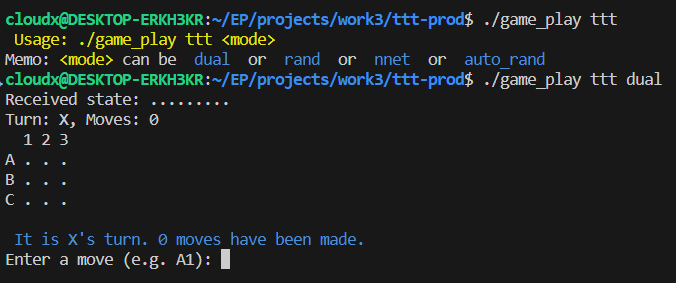 cloudx@DESKTOP-ERKH3KR:~/EP/projects/work3/ttt-prod$ ./game_play ttt
Usage: ./game_play ttt <mode>
Memo: <mode> can be dual or rand or nnet or auto_rand
cloudx@DESKTOP-ERKH3KR:~/EP/projects/work3/ttt-prod$ ./game_play ttt dual
Received state: .........
Turn: X, Moves: 0
1 2 3
A . . .
B . . .
C . . .
It is X's turn. 0 moves have been made.
Enter a move (e.g. A1):